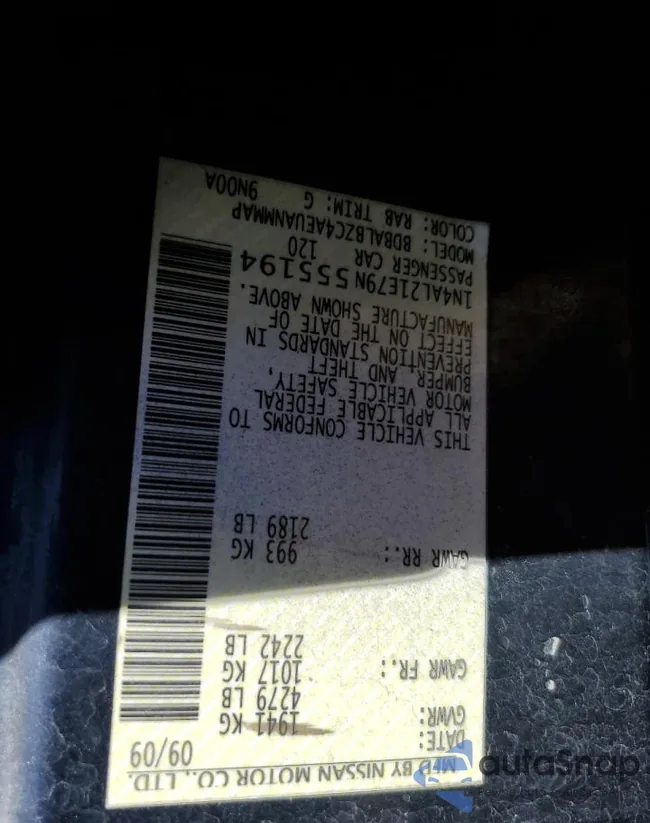 MFD BY NISSAN MOTOR CO., LTD.
DATE: 09/09
GVWR: 1941 KG
4279 LB
GAWR FR.: 1017 KG
2242 LB
GAWR RR.: 993 KG
2189 LB
THIS VEHICLE CONFORMS TO
ALL APPLICABLE FEDERAL
MOTOR VEHICLE SAFETY,
BUMPER, AND THEFT
PREVENTION STANDARDS IN
EFFECT ON THE DATE OF
MANUFACTURE SHOWN ABOVE.
1N4AL21E79N555194
PASSENGER CAR 120
MODEL: BDBALBZC4AEUANMMAP
COLOR: RAB TRIM: G 9N00A
autoSnap